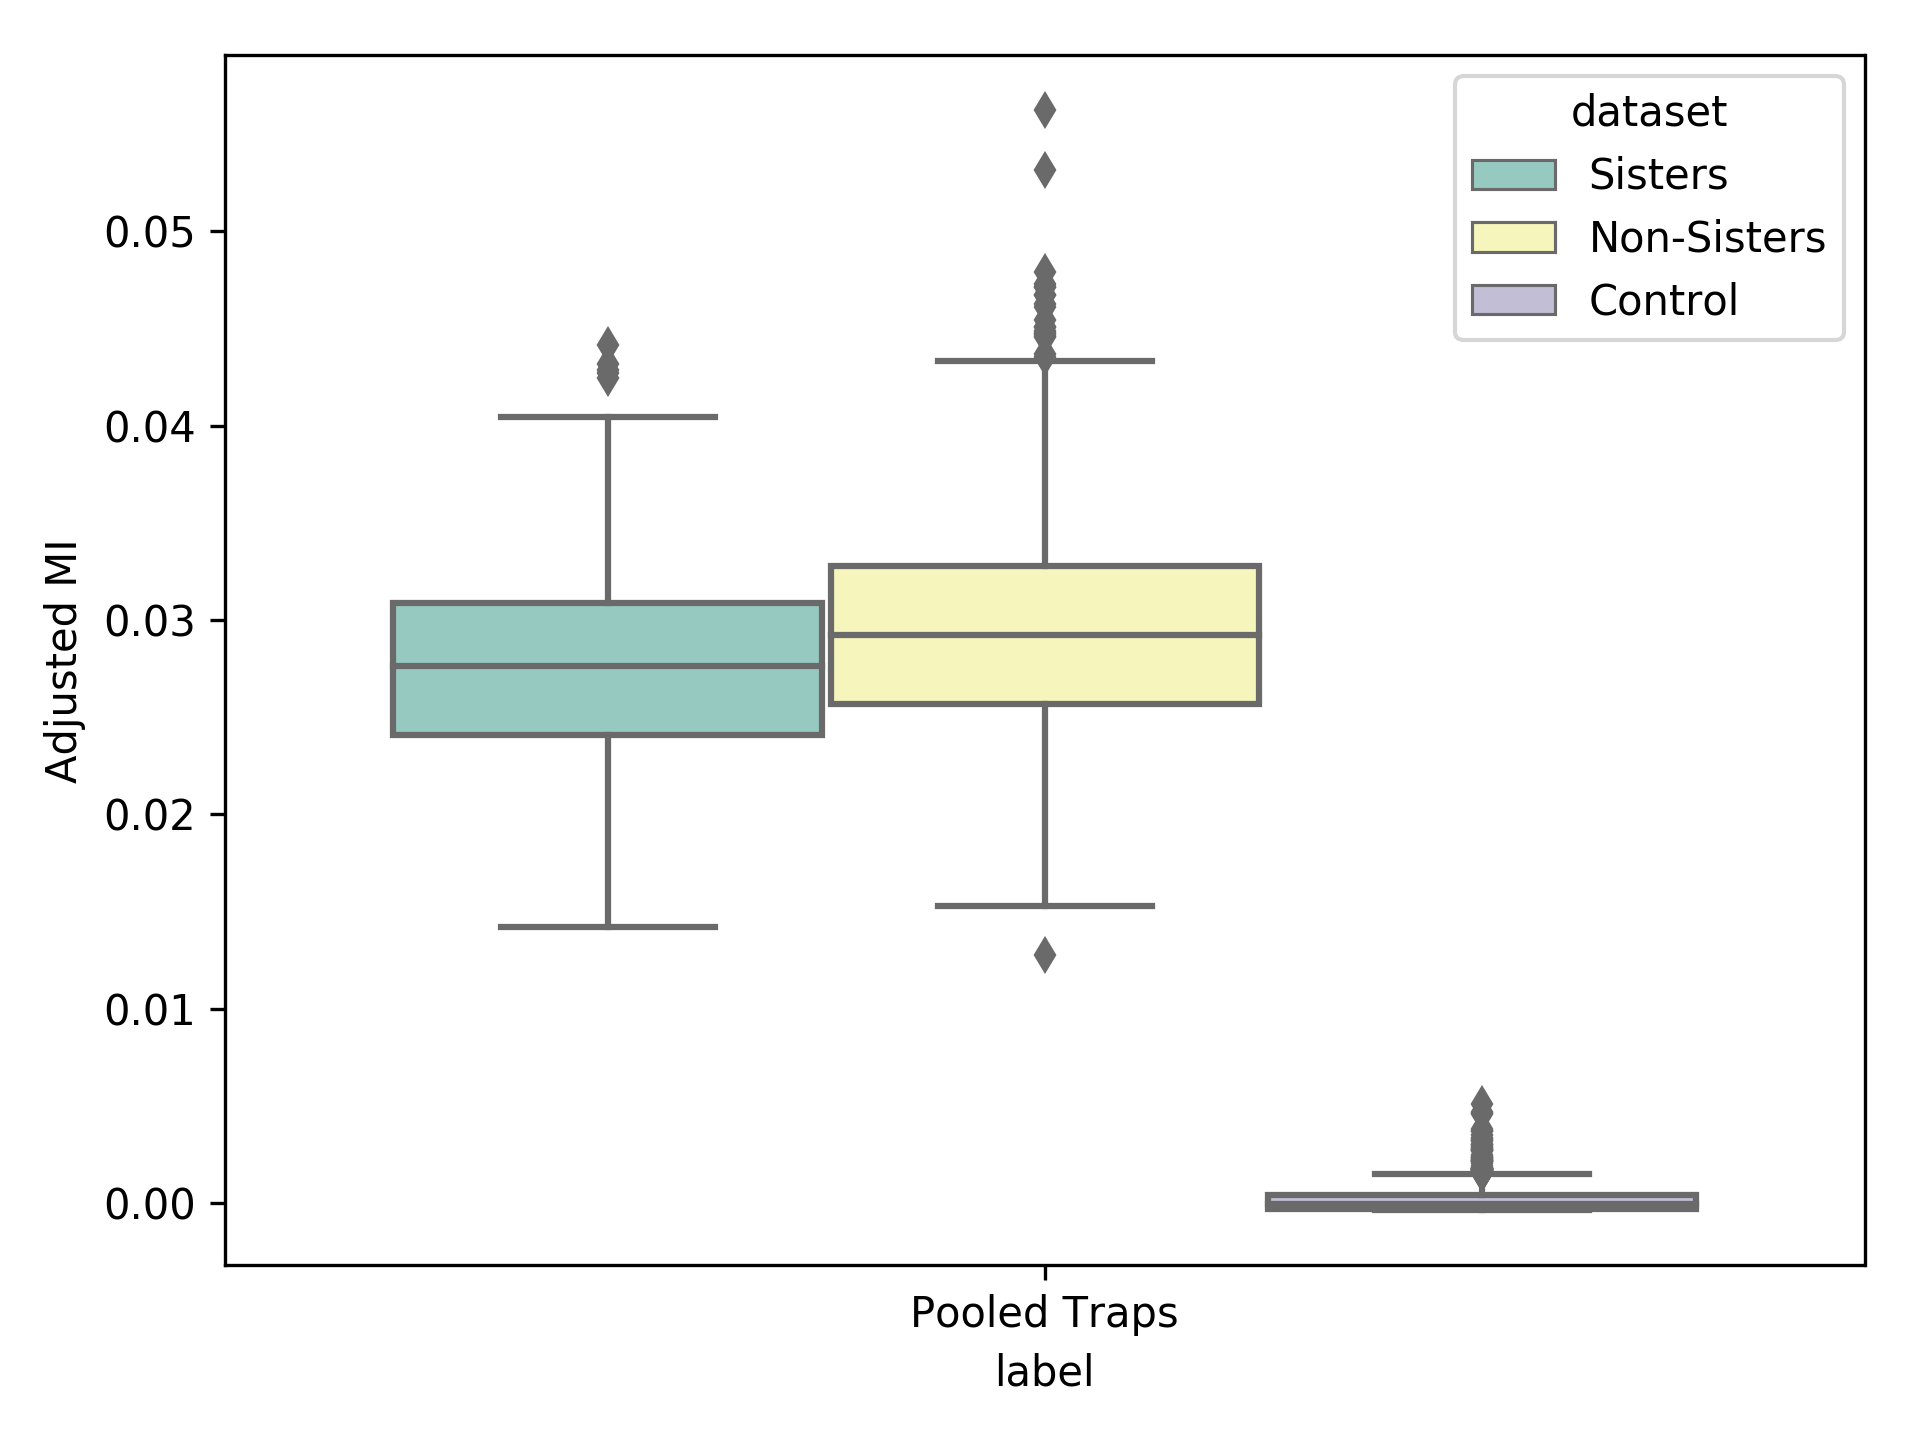 dataset
Sisters
Non-Sisters
Control
Adjusted MI
0.05
0.04
0.03
0.02
0.01
0.00
Pooled Traps
label